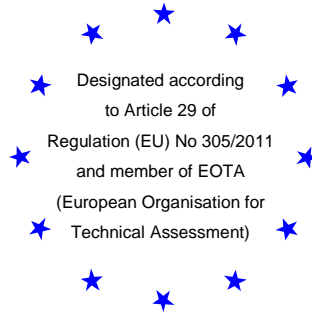 Designated according
to Article 29 of
Regulation (EU) No 305/2011
and member of EOTA
(European Organisation for
Technical Assessment)